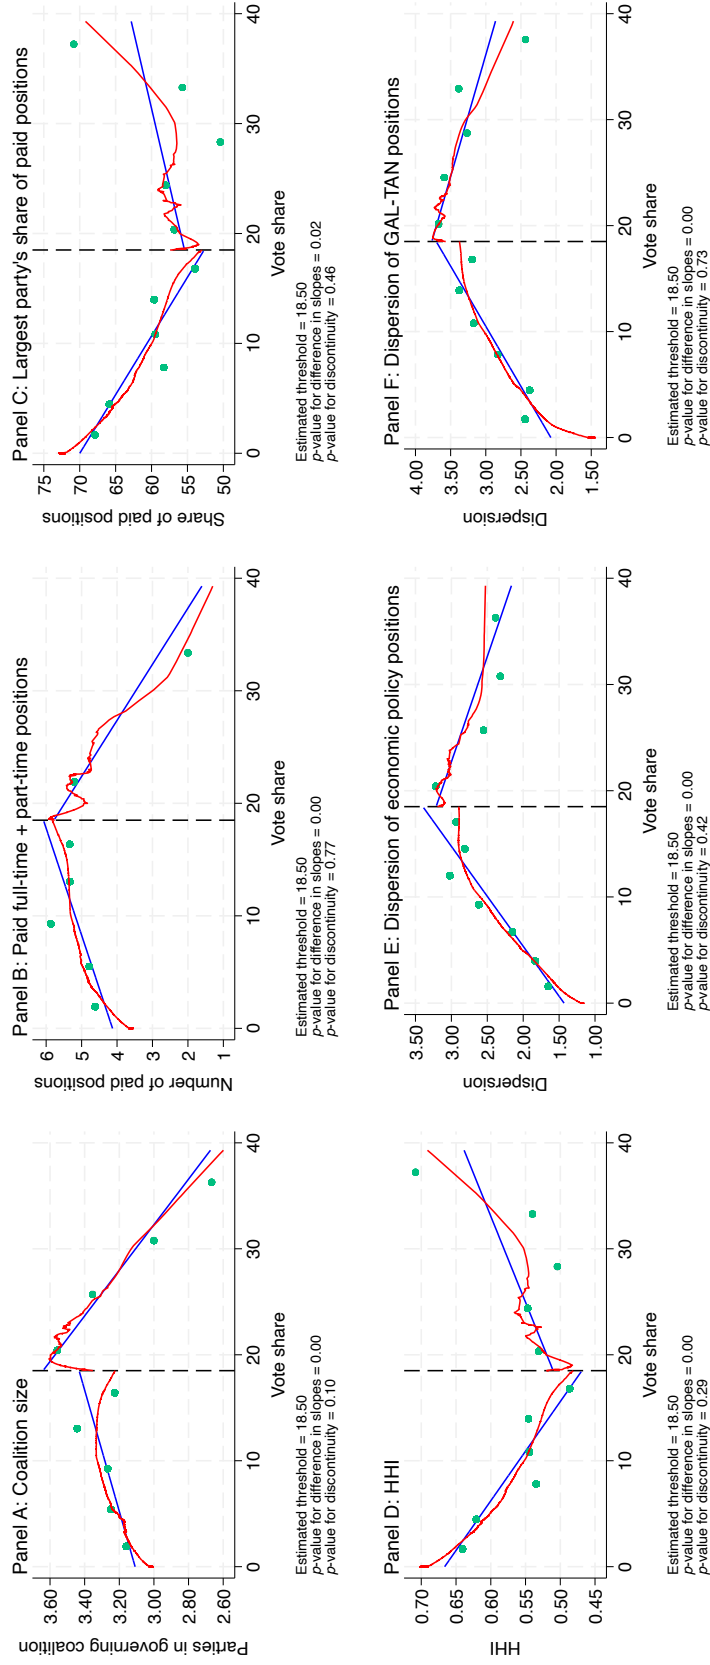 Panel A: Coalition size
Parties in governing coalition
3.60
3.40
3.20
3.00
2.80
2.60
0 10 20 30 40
Vote share
Estimated threshold = 18.50
p-value for difference in slopes = 0.00
p-value for discontinuity = 0.10
Panel B: Paid full-time + part-time positions
Number of paid positions
6
5
4
3
2
1
0 10 20 30 40
Vote share
Estimated threshold = 18.50
p-value for difference in slopes = 0.00
p-value for discontinuity = 0.77
Panel C: Largest party's share of paid positions
Share of paid positions
75
70
65
60
55
50
0 10 20 30 40
Vote share
Estimated threshold = 18.50
p-value for difference in slopes = 0.02
p-value for discontinuity = 0.46
Panel D: HHI
HHI
0.70
0.65
0.60
0.55
0.50
0.45
0 10 20 30 40
Vote share
Estimated threshold = 18.50
p-value for difference in slopes = 0.00
p-value for discontinuity = 0.29
Panel E: Dispersion of economic policy positions
Dispersion
3.50
3.00
2.50
2.00
1.50
1.00
0 10 20 30 40
Vote share
Estimated threshold = 18.50
p-value for difference in slopes = 0.00
p-value for discontinuity = 0.42
Panel F: Dispersion of GAL-TAN positions
Dispersion
4.00
3.50
3.00
2.50
2.00
1.50
0 10 20 30 40
Vote share
Estimated threshold = 18.50
p-value for difference in slopes = 0.00
p-value for discontinuity = 0.73